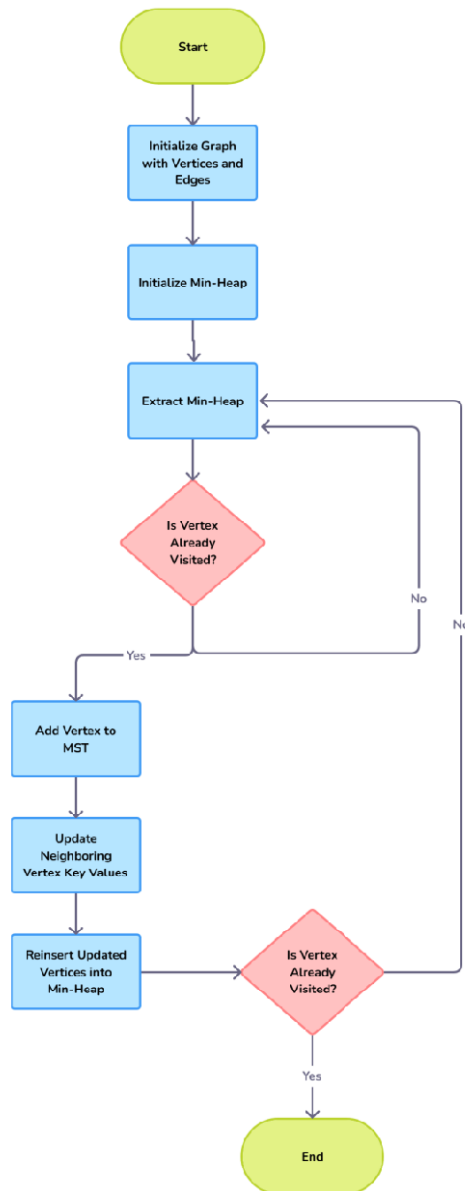 Start
Initialize Graph
with Vertices and
Edges
Initialize Min-Heap
Extract Min-Heap
Is Vertex
Already
Visited?
No
No
Yes
Add Vertex to
MST
Update
Neighboring
Vertex Key Values
Reinsert Updated
Vertices into
Min-Heap
Is Vertex
Already
Visited?
Yes
End